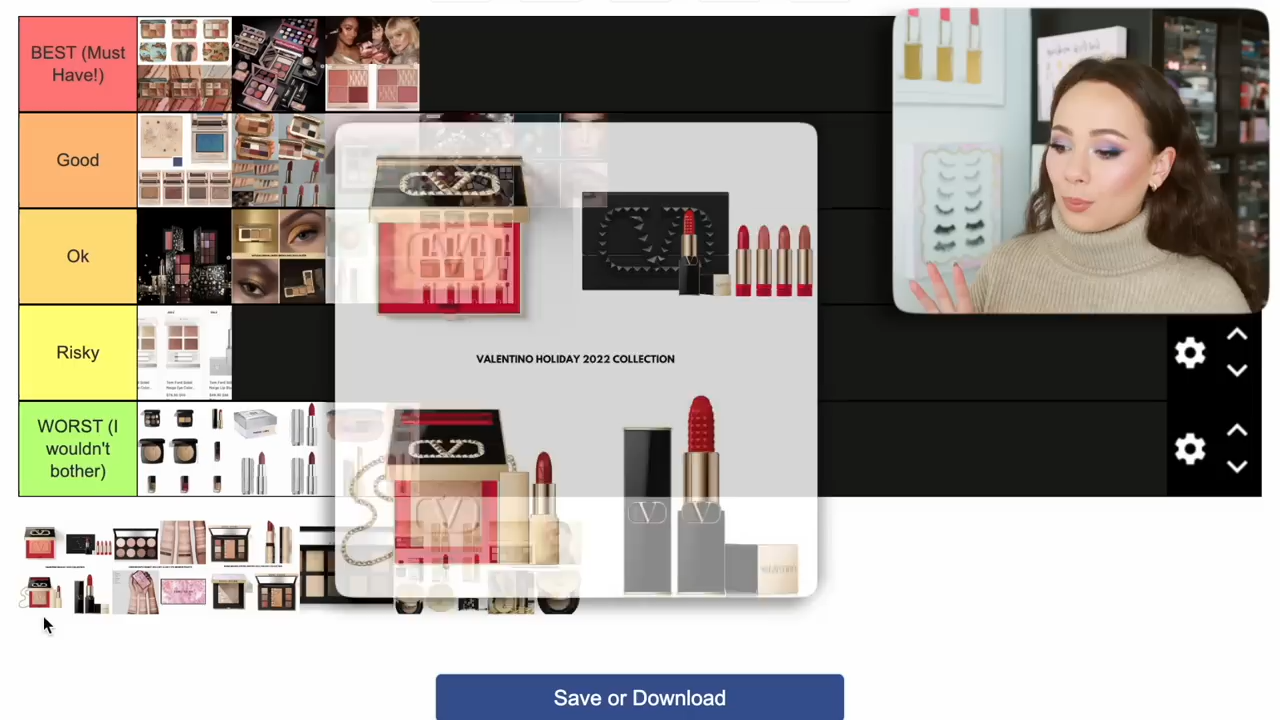 BEST (Must
Have!)
Good
Ok
Risky
WORST (I
wouldn't
bother)
VALENTINO HOLIDAY 2022 COLLECTION
Save or Download